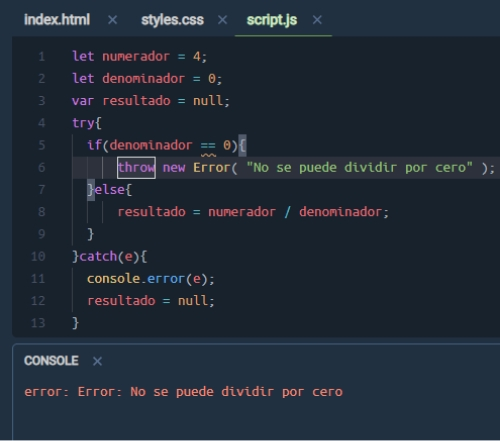 index.html × styles.css × script.js ×
1 let numerador = 4;
2 let denominador = 0;
3 var resultado = null;
4 try{
5 if(denominador == 0){
6 throw new Error( "No se puede dividir por cero" );
7 }else{
8 resultado = numerador / denominador;
9 }
10 }catch(e){
11 console.error(e);
12 resultado = null;
13 }
CONSOLE ×
error: Error: No se puede dividir por cero